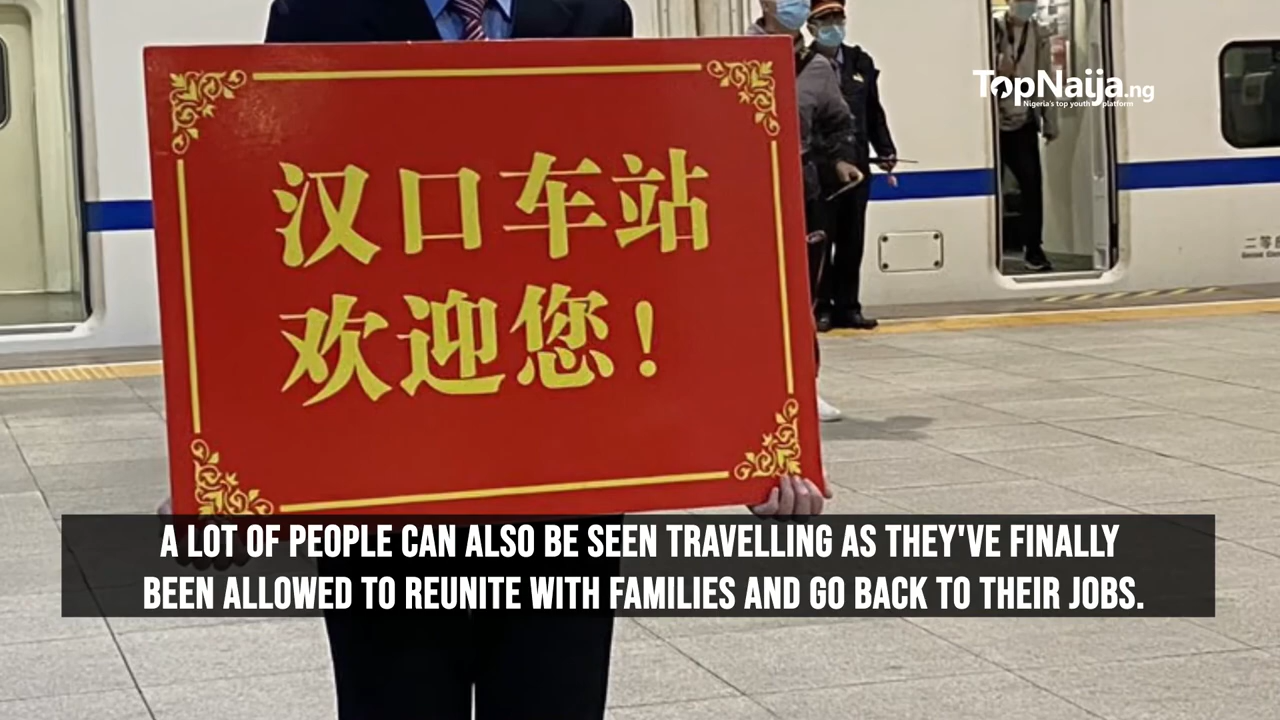 TopNaija.ng
Nigeria's top youth platform
汉口车站
欢迎您！
A LOT OF PEOPLE CAN ALSO BE SEEN TRAVELLING AS THEY'VE FINALLY
BEEN ALLOWED TO REUNITE WITH FAMILIES AND GO BACK TO THEIR JOBS.